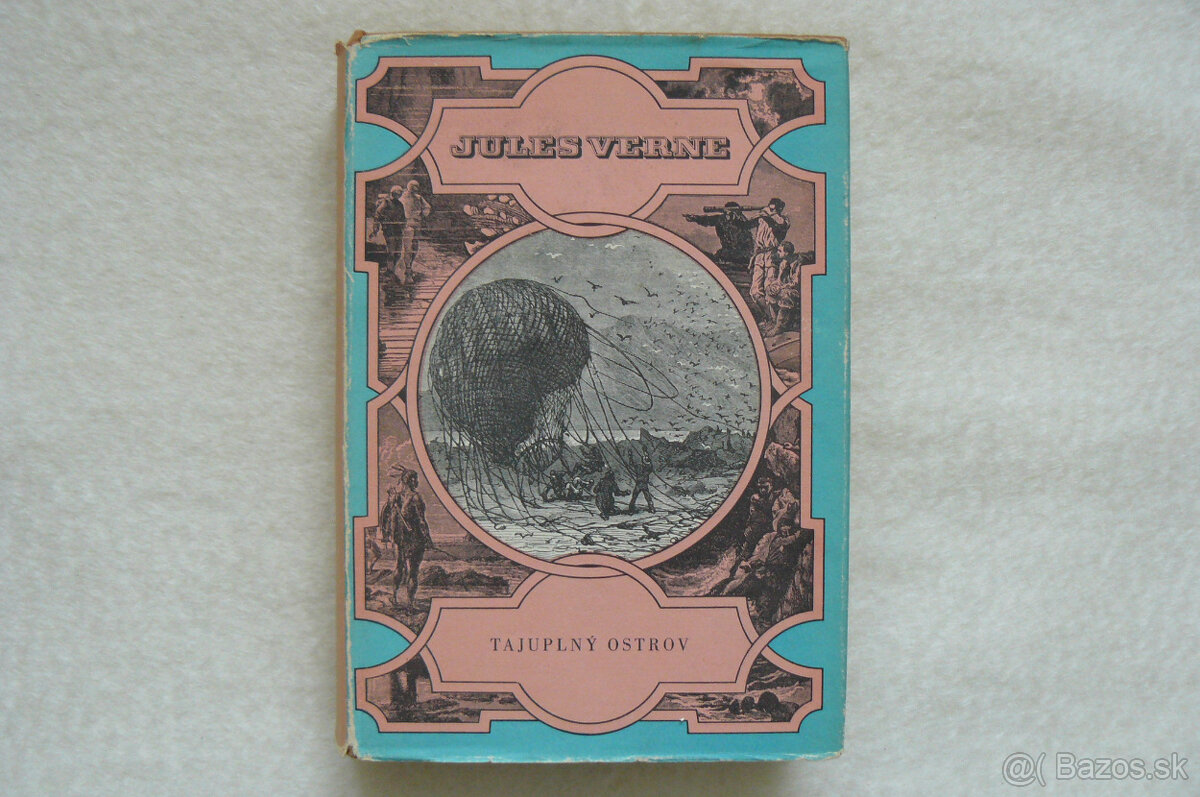 JULES VERNE
TAJUPLNÝ OSTROV
@( Bazos.sk